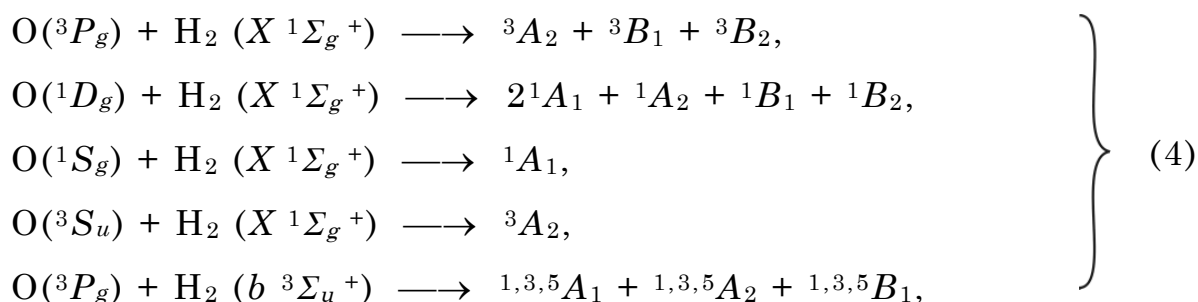 O(³P_g) + H₂ (X ¹Σ_g⁺) ⟶ ³A₂ + ³B₁ + ³B₂,
O(¹D_g) + H₂ (X ¹Σ_g⁺) ⟶ 2¹A₁ + ¹A₂ + ¹B₁ + ¹B₂,
O(¹S_g) + H₂ (X ¹Σ_g⁺) ⟶ ¹A₁, (4)
O(³S_u) + H₂ (X ¹Σ_g⁺) ⟶ ³A₂,
O(³P_g) + H₂ (b ³Σ_u⁺) ⟶ ¹,³,⁵A₁ + ¹,³,⁵A₂ + ¹,³,⁵B₁,